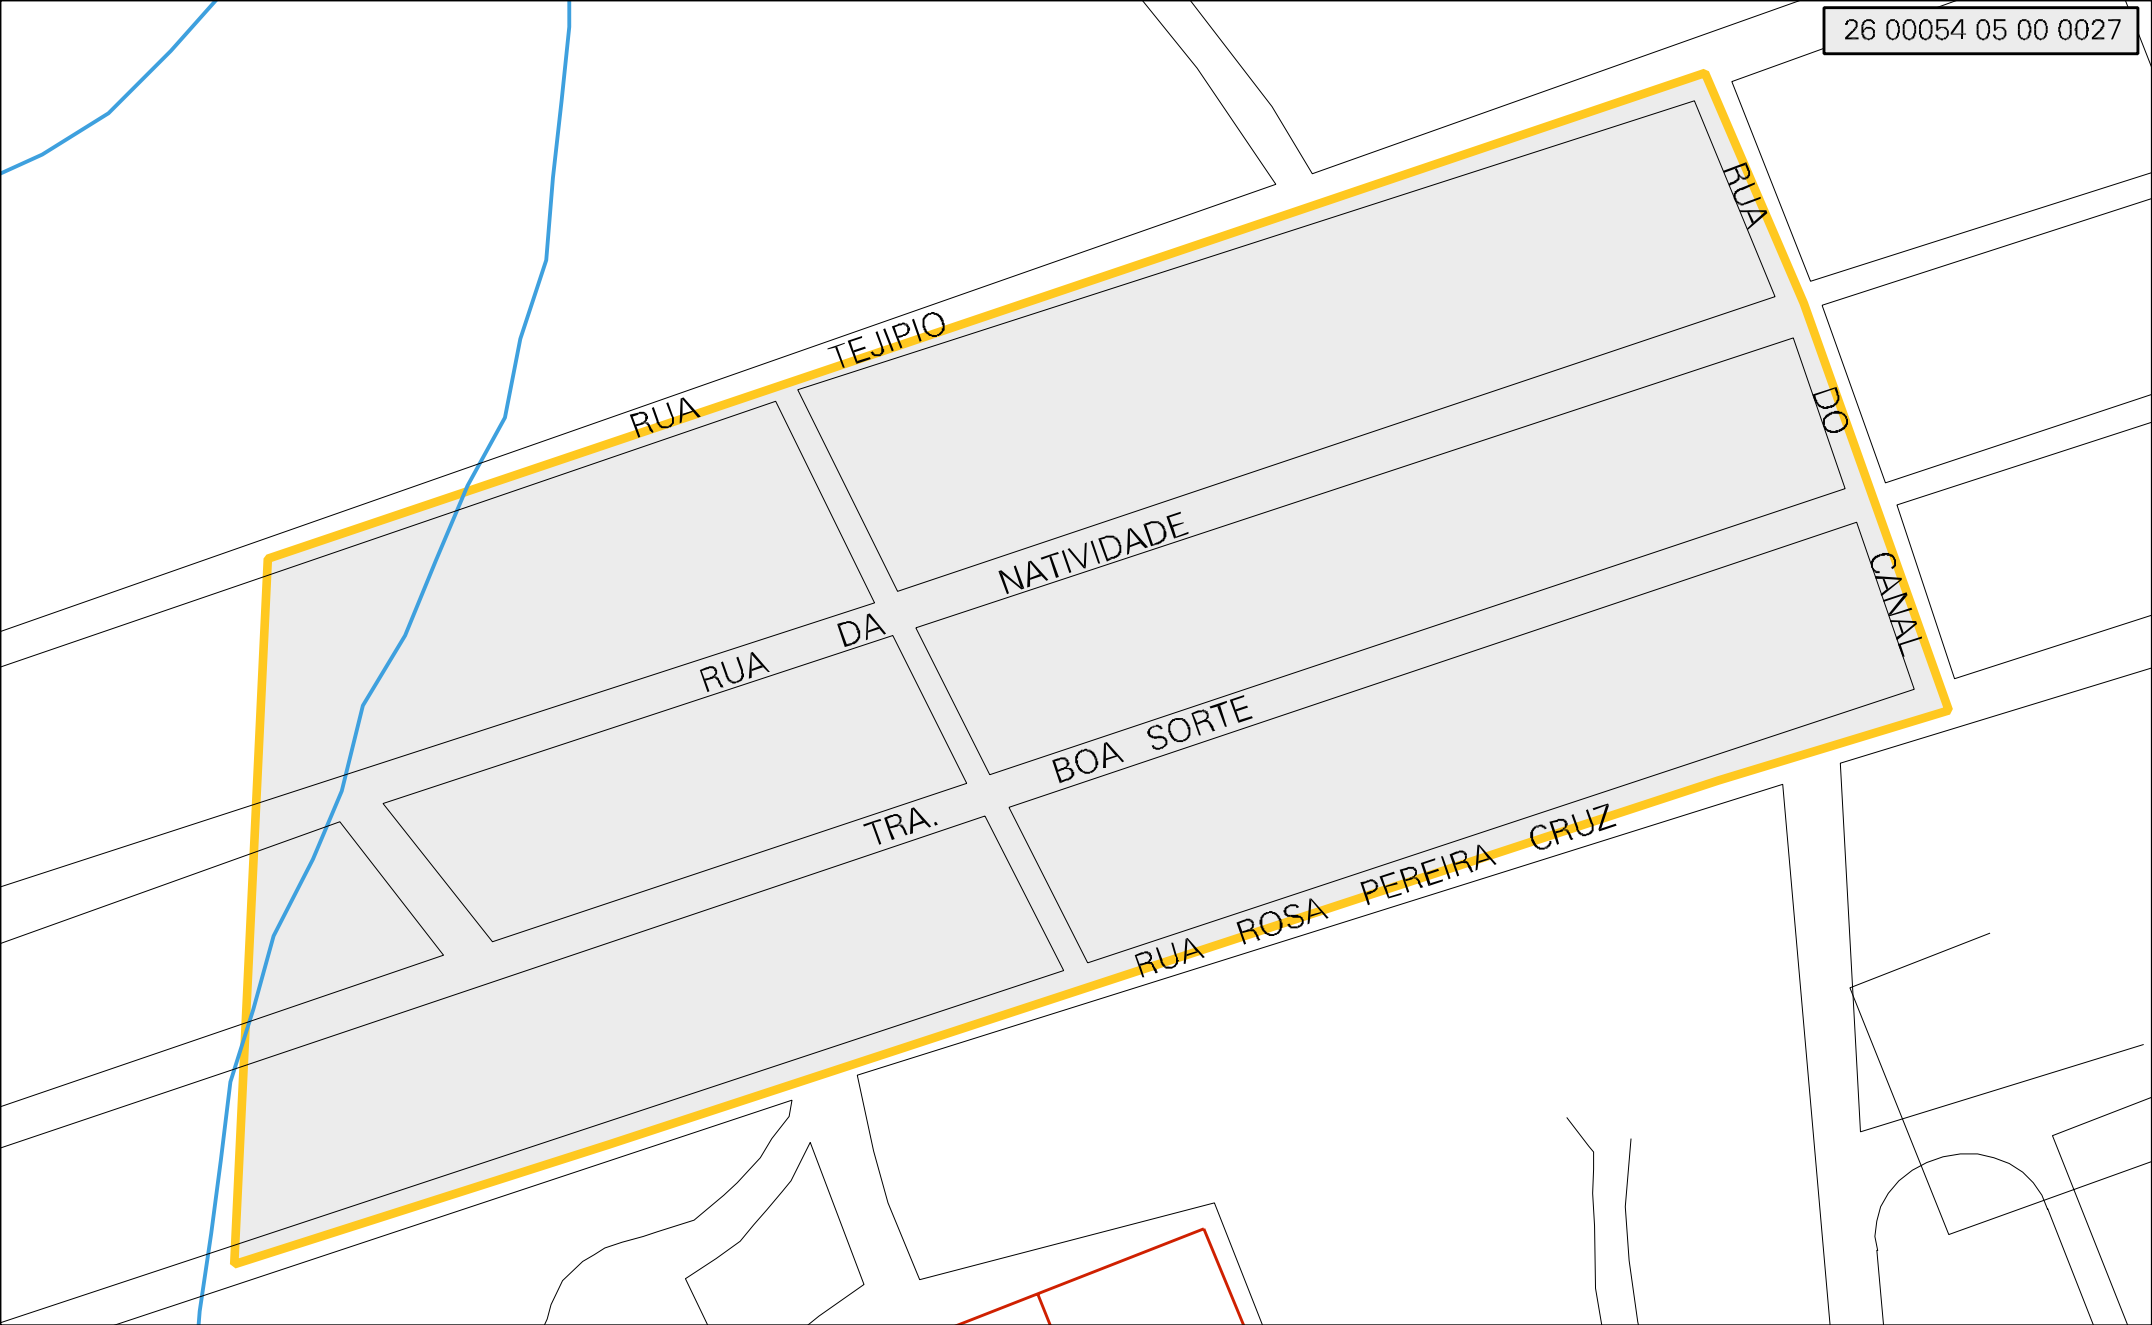 26 00054 05 00 0027
RUA TEJIPIO
RUA DO CANAL
RUA DA NATIVIDADE
TRA. BOA SORTE
RUA ROSA PEREIRA CRUZ